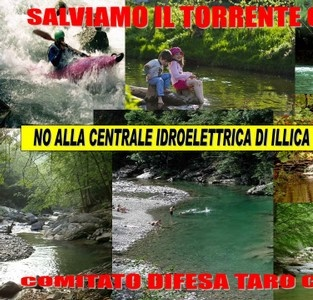 SALVIAMO IL TORRENTE
NO ALLA CENTRALE IDROELETTRICA DI ILLICA
COMITATO DIFESA TARO